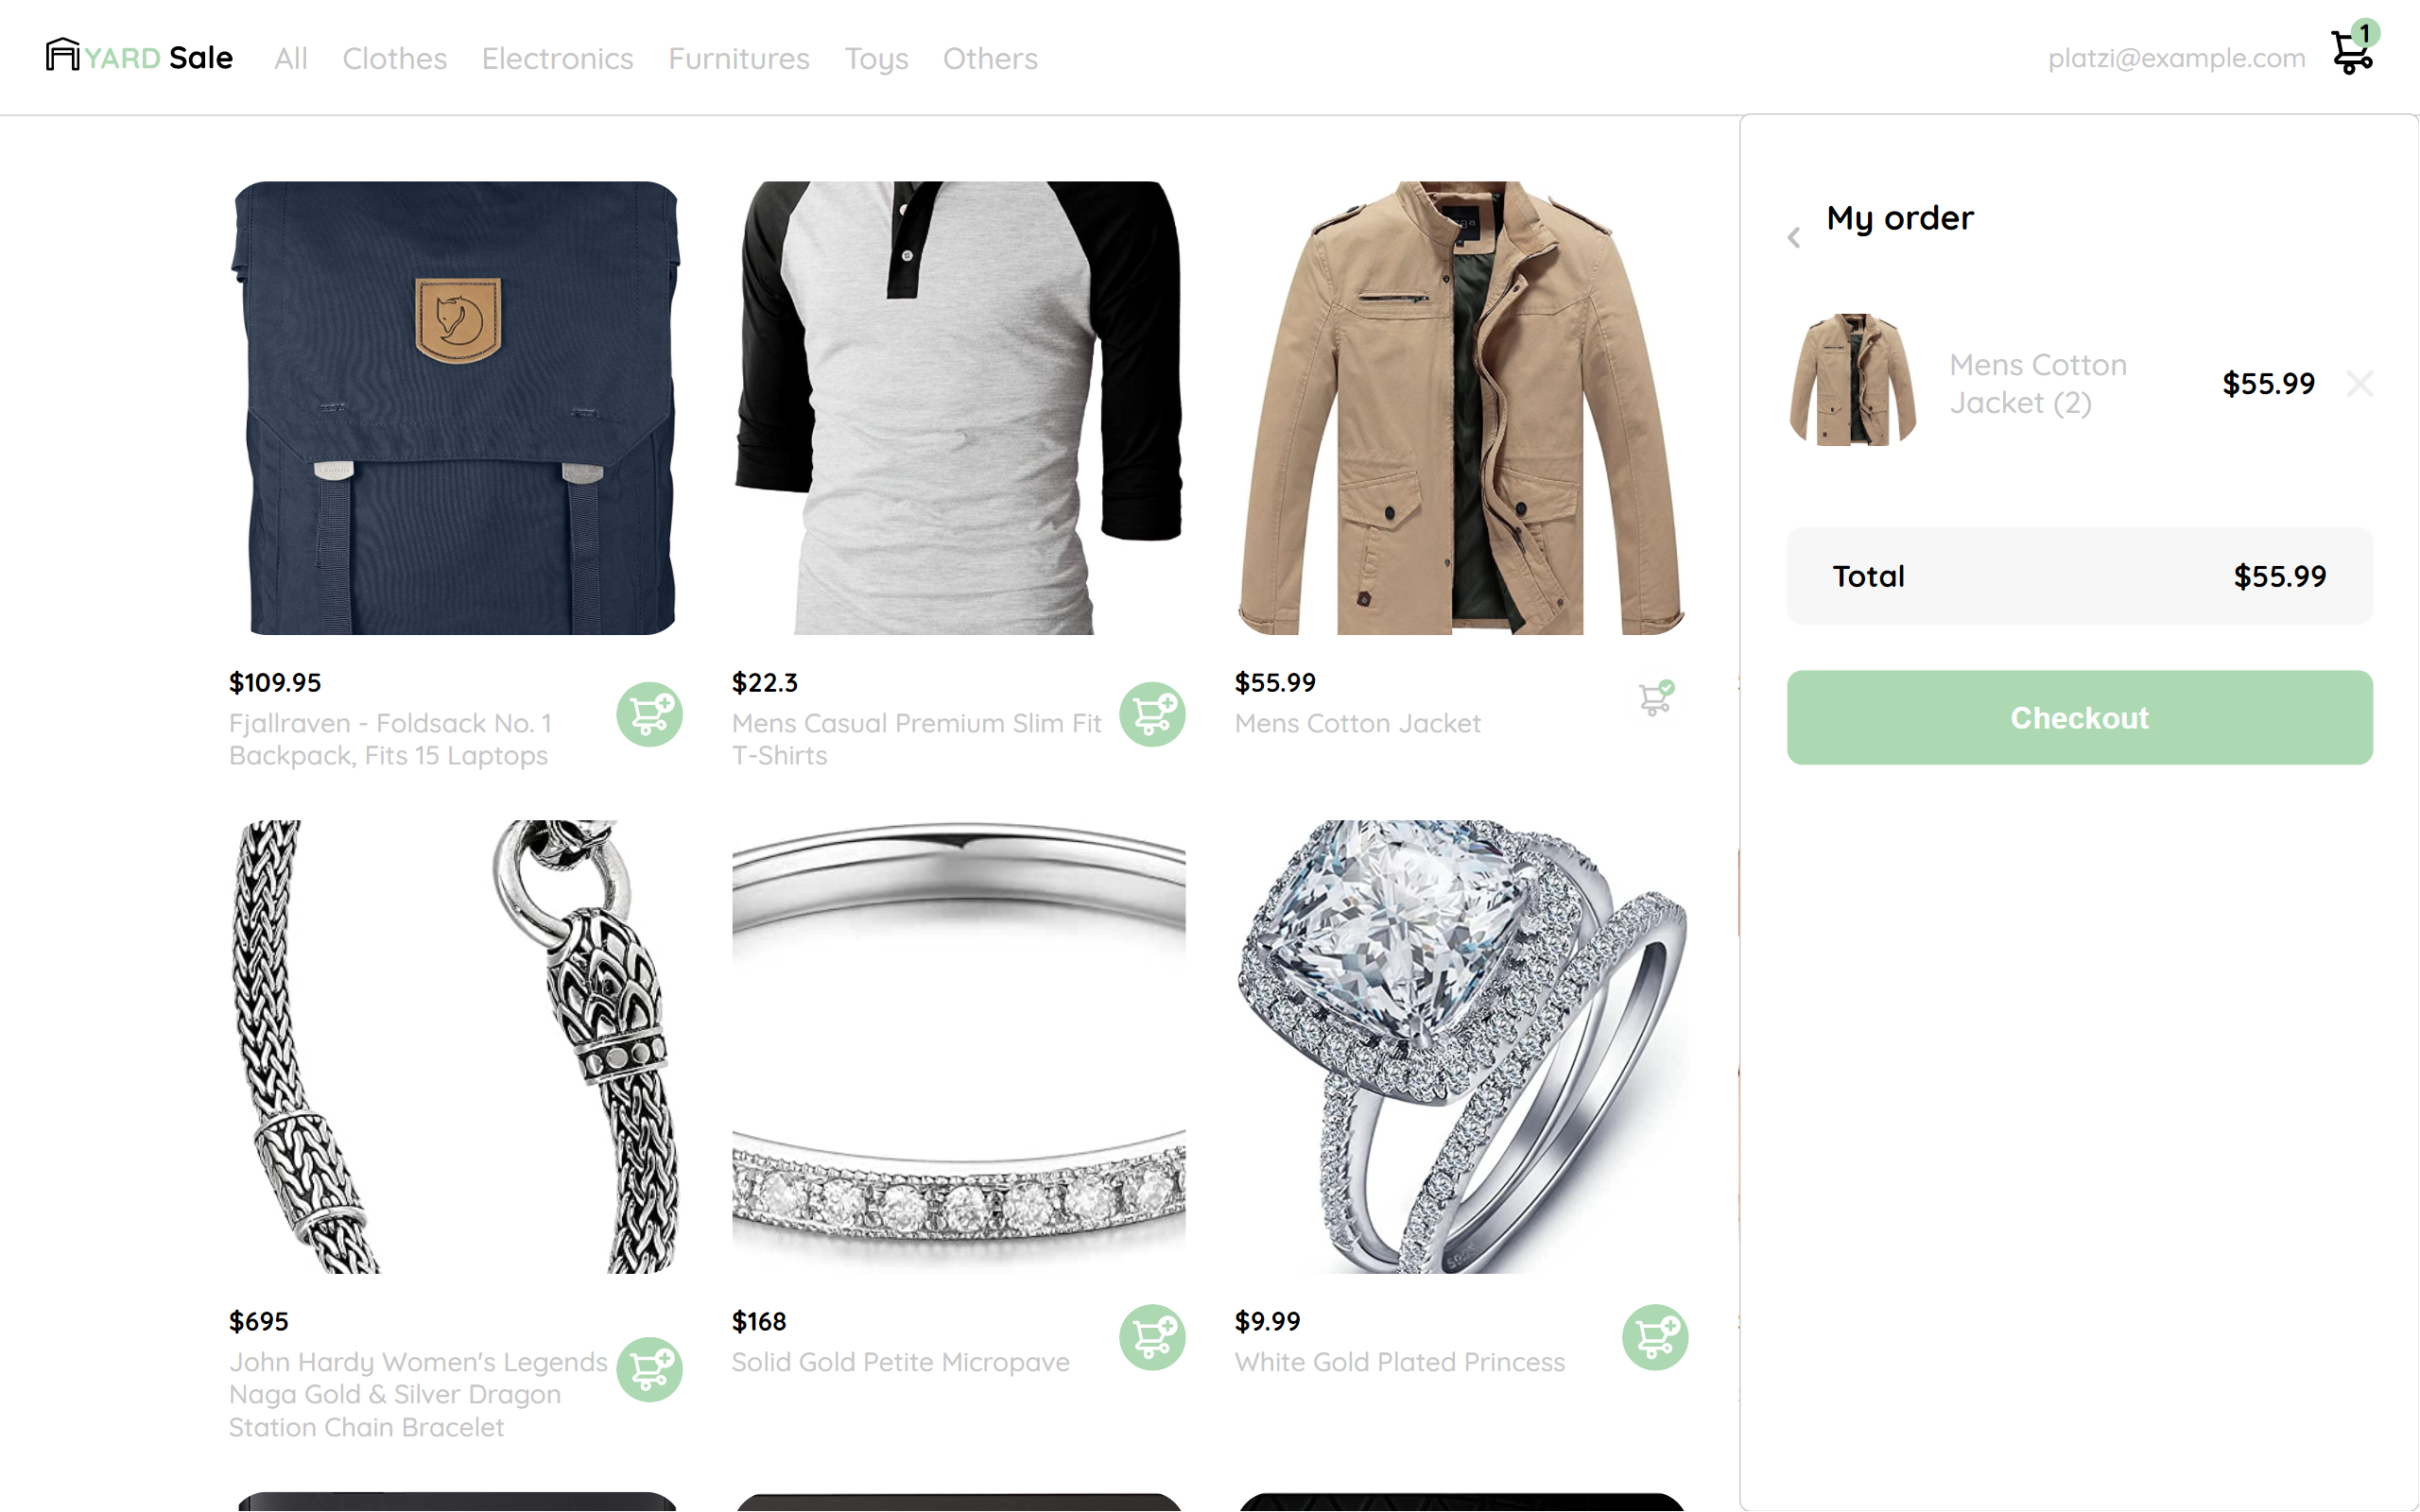 YARD Sale
All
Clothes
Electronics
Furnitures
Toys
Others
platzi@example.com
1
My order
Mens Cotton
Jacket (2)
$55.99
Total
$55.99
Checkout
$109.95
Fjallraven - Foldsack No. 1
Backpack, Fits 15 Laptops
$22.3
Mens Casual Premium Slim Fit
T-Shirts
$55.99
Mens Cotton Jacket
$695
John Hardy Women's Legends
Naga Gold & Silver Dragon
Station Chain Bracelet
$168
Solid Gold Petite Micropave
$9.99
White Gold Plated Princess